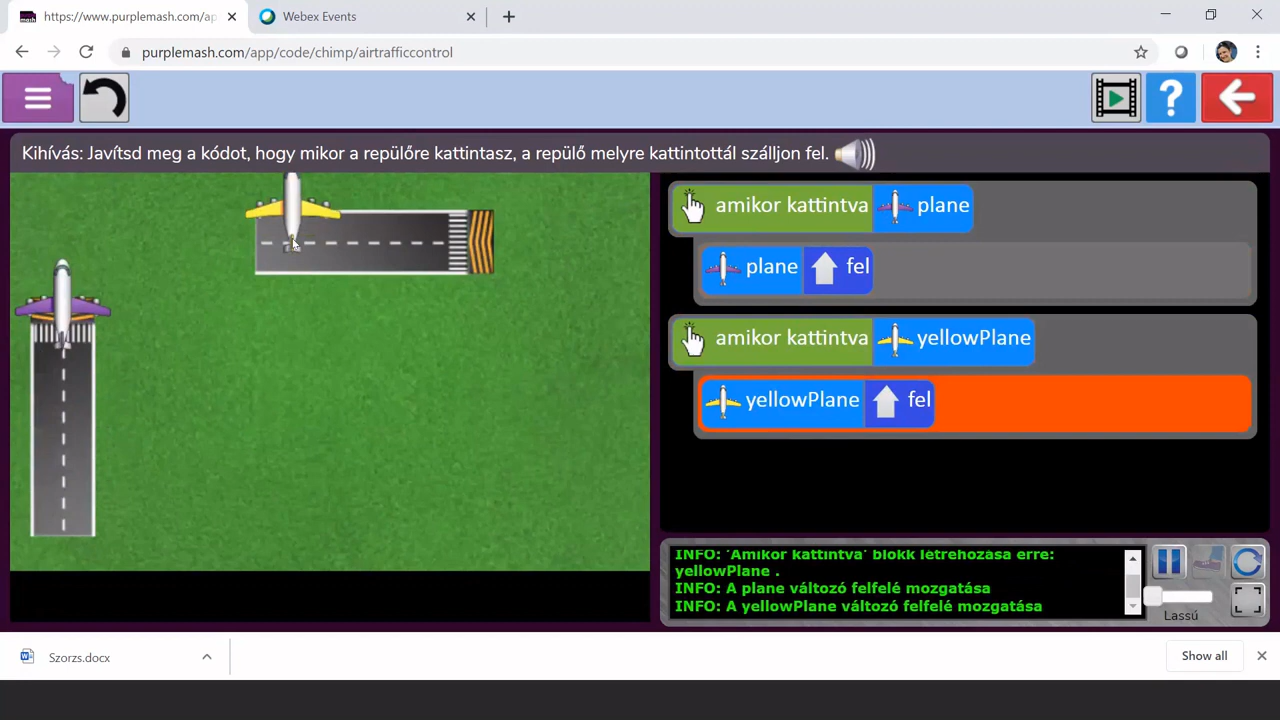 https://www.purplemash.com/ap
Webex Events
purplemash.com/app/code/chimp/airtrafficcontrol
Kihívás: Javítsd meg a kódot, hogy mikor a repülőre kattintasz, a repülő melyre kattintottál szálljon fel.
amikor kattintva plane
plane fel
amikor kattintva yellowPlane
yellowPlane fel
INFO: 'Amikor kattintva' blokk létrehozása erre:
yellowPlane .
INFO: A plane változó felfelé mozgatása
INFO: A yellowPlane változó felfelé mozgatása
Lassú
Szorzs.docx
Show all